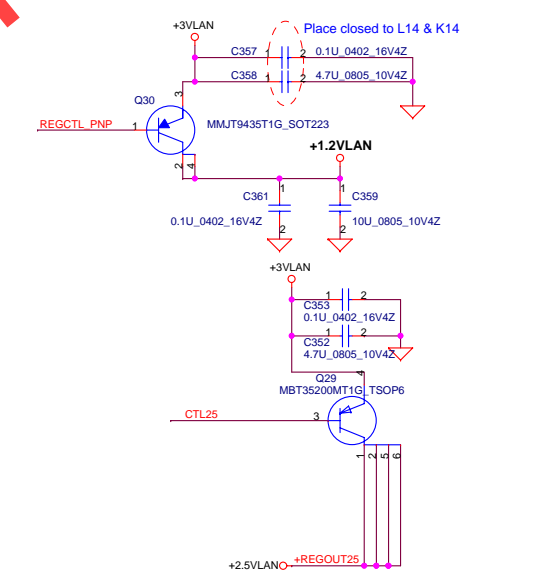 +3VLAN
Place closed to L14 & K14
C357 1 2 0.1U_0402_16V4Z
C358 1 2 4.7U_0805_10V4Z
Q30
3
REGCTL_PNP 1 MMJT9435T1G_SOT223
+1.2VLAN
2 4
1 1
C361 C359
0.1U_0402_16V4Z 10U_0805_10V4Z
2 2
+3VLAN
1 2
C353
0.1U_0402_16V4Z
1 2
C352
4.7U_0805_10V4Z
4
Q29
MBT35200MT1G_TSOP6
CTL25 3
1 2 5 6
+2.5VLAN +REGOUT25